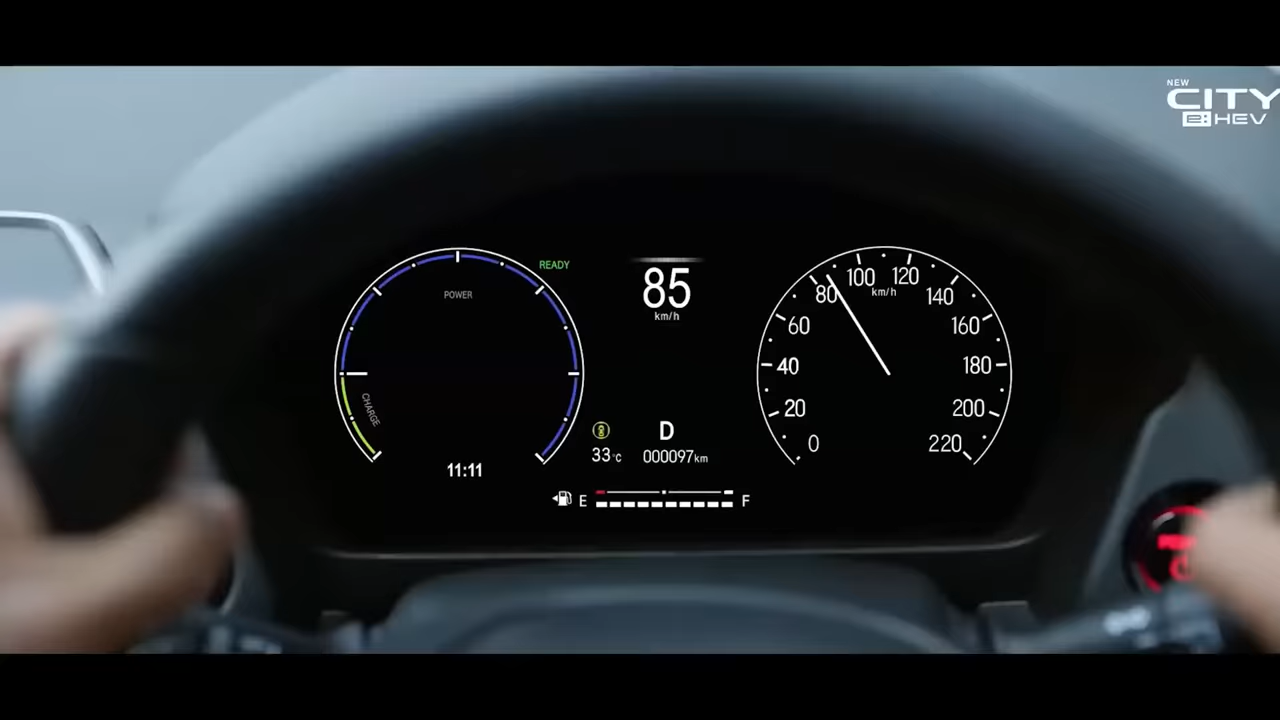 NEW
CITY
e:HEV
READY
POWER
CHARGE
11:11
85
km/h
D
33°C
000097km
E
F
0
20
40
60
80
100
120
140
160
180
200
220
km/h